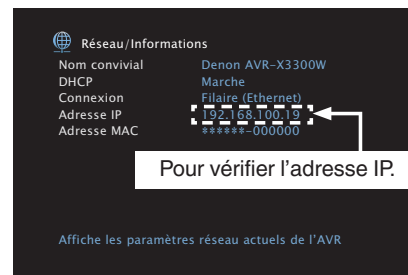 Réseau/Informations
Nom convivial Denon AVR-X3300W
DHCP Marche
Connexion Filaire (Ethernet)
Adresse IP 192.168.100.19
Adresse MAC ******-000000
Pour vérifier l'adresse IP.
Affiche les paramètres réseau actuels de l'AVR